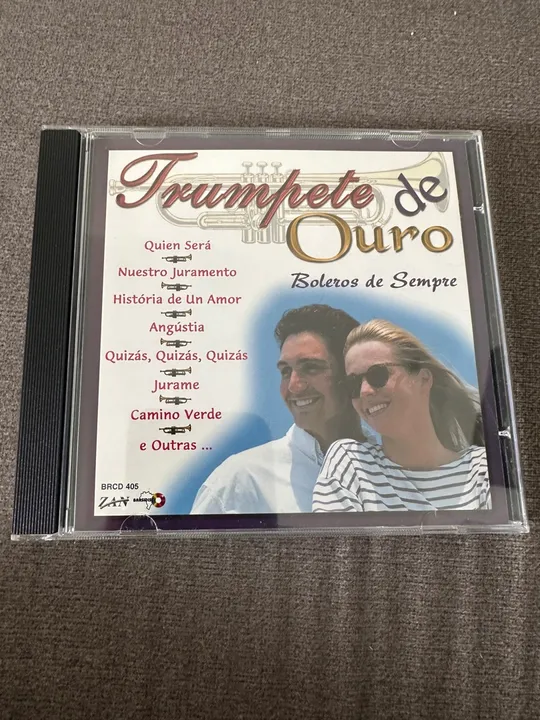 Trumpete de
Ouro
Boleros de Sempre
Quien Será
Nuestro Juramento
História de Un Amor
Angústia
Quizás, Quizás, Quizás
Jurame
Camino Verde
e Outras ...
BRCD 405
ZAN